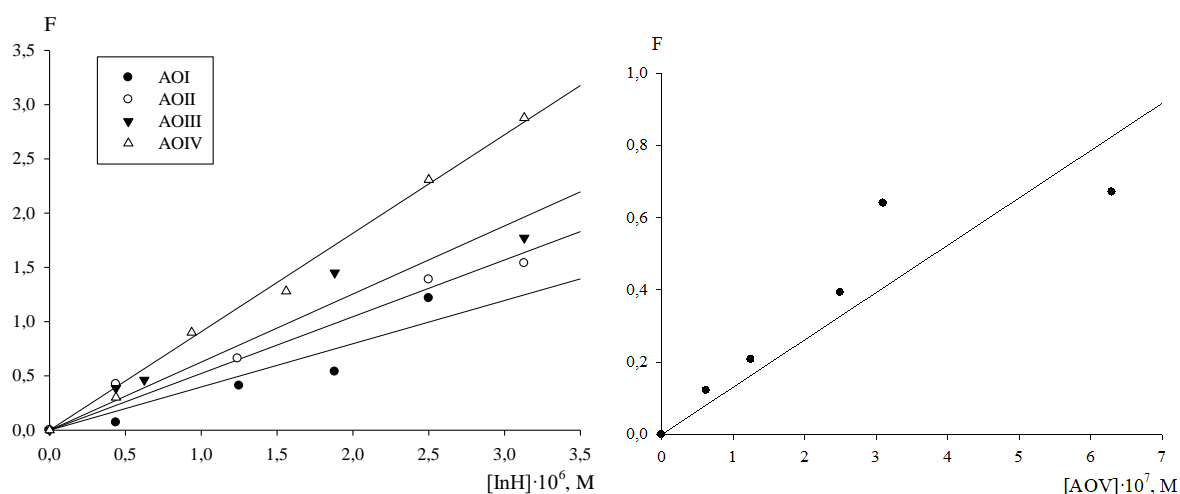 F
3,5
3,0
2,5
2,0
1,5
1,0
0,5
0,0
AOI
AOII
AOIII
AOIV
0,0 0,5 1,0 1,5 2,0 2,5 3,0 3,5
[InH]·10⁶, M
F
1,0
0,8
0,6
0,4
0,2
0,0
0 1 2 3 4 5 6 7
[AOV]·10⁷, M